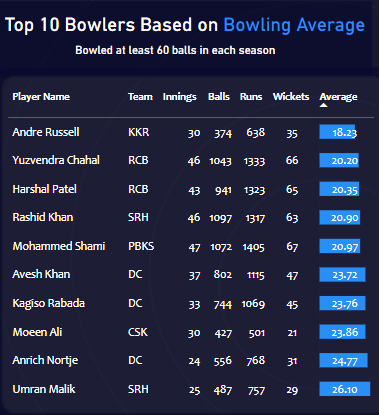 Top 10 Bowlers Based on Bowling Average
Bowled at least 60 balls in each season
Player Name Team Innings Balls Runs Wickets Average
Andre Russell KKR 30 374 638 35 18.23
Yuzvendra Chahal RCB 46 1043 1333 66 20.20
Harshal Patel RCB 43 941 1323 65 20.35
Rashid Khan SRH 46 1097 1317 63 20.90
Mohammed Shami PBKS 47 1072 1405 67 20.97
Avesh Khan DC 37 802 1115 47 23.72
Kagiso Rabada DC 33 744 1069 45 23.76
Moeen Ali CSK 30 427 501 21 23.86
Anrich Nortje DC 24 556 768 31 24.77
Umran Malik SRH 25 487 757 29 26.10